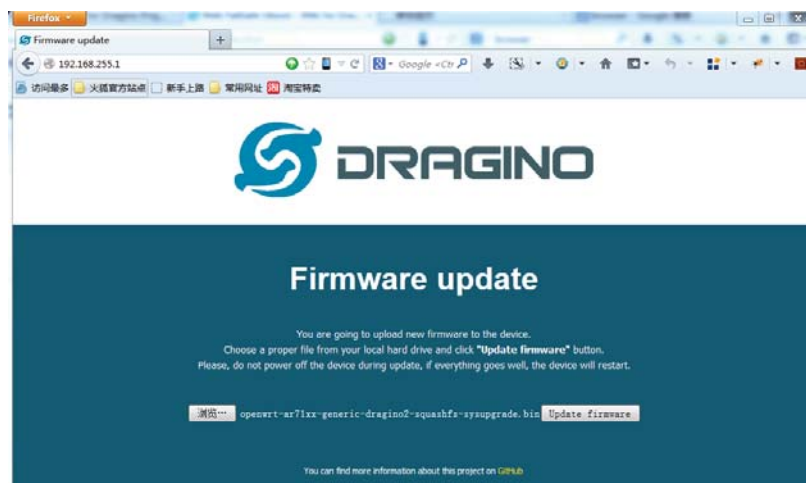 Firefox
Firmware update
+
192.168.255.1
Google
访问最多 火狐官方站点 新手上路 常用网址 淘宝特卖
DRAGINO
Firmware update
You are going to upload new firmware to the device.
Choose a proper file from your local hard drive and click "Update firmware" button.
Please, do not power off the device during update, if everything goes well, the device will restart.
浏览… openwrt-ar71xx-generic-dragino2-squashfs-sysupgrade.bin Update firmware
You can find more information about this project on GitHub